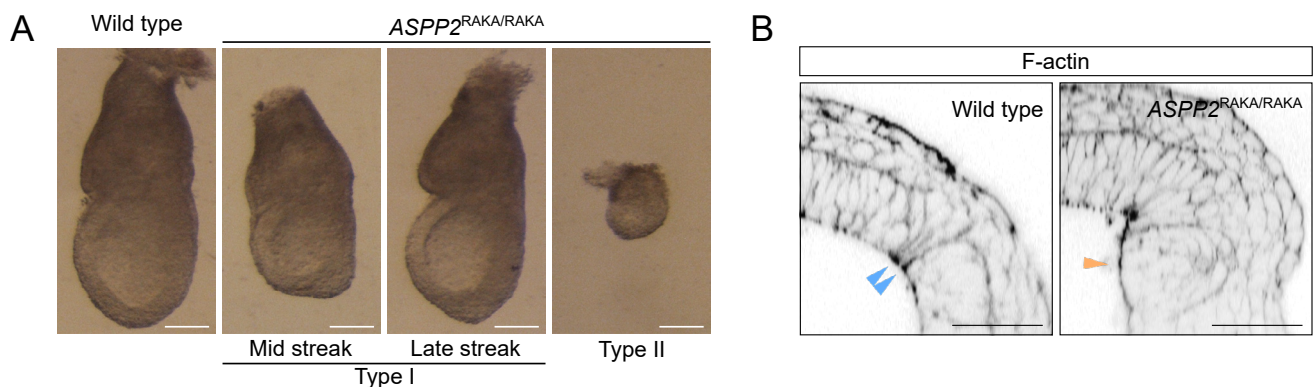 A
Wild type
ASPP2RAKA/RAKA
Mid streak
Late streak
Type I
Type II
B
F-actin
Wild type
ASPP2RAKA/RAKA